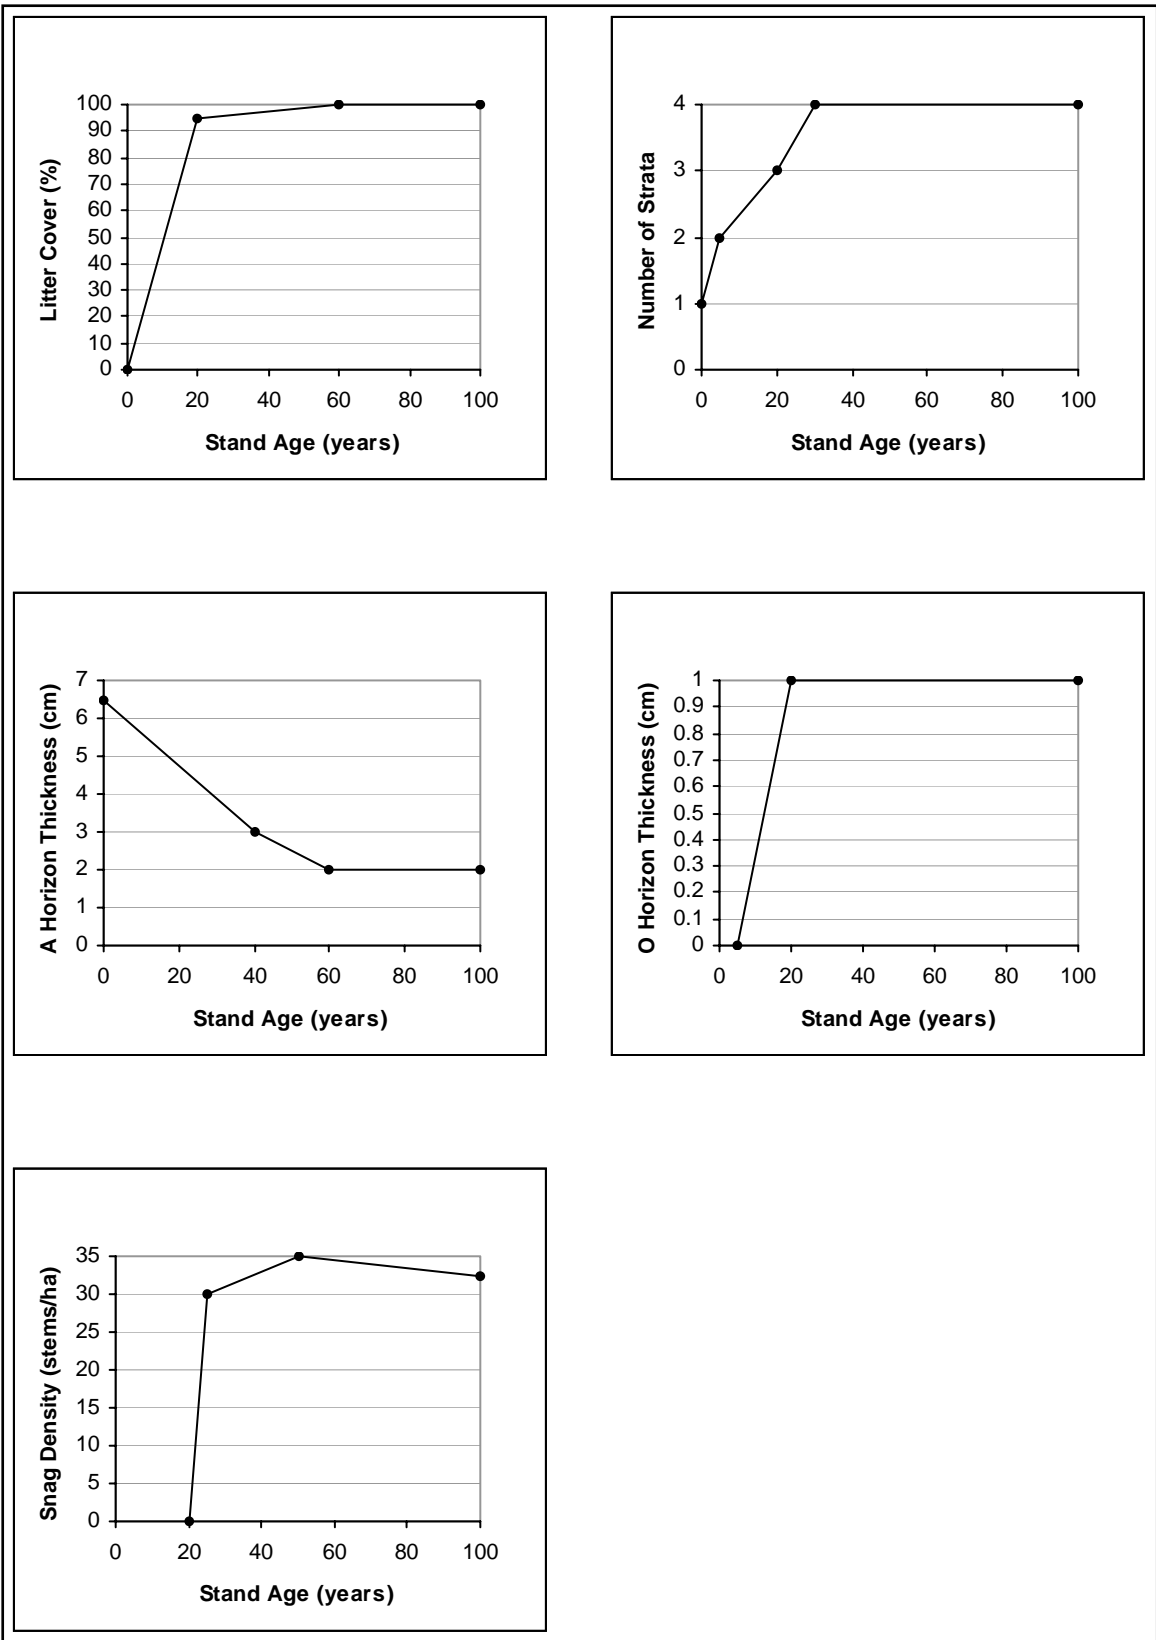 100
90
80
70
60
50
40
30
20
10
0
Litter Cover (%)
0 20 40 60 80 100
Stand Age (years)
4
3
2
1
0
Number of Strata
0 20 40 60 80 100
Stand Age (years)
7
6
5
4
3
2
1
0
A Horizon Thickness (cm)
0 20 40 60 80 100
Stand Age (years)
1
0.9
0.8
0.7
0.6
0.5
0.4
0.3
0.2
0.1
0
O Horizon Thickness (cm)
0 20 40 60 80 100
Stand Age (years)
35
30
25
20
15
10
5
0
Snag Density (stems/ha)
0 20 40 60 80 100
Stand Age (years)